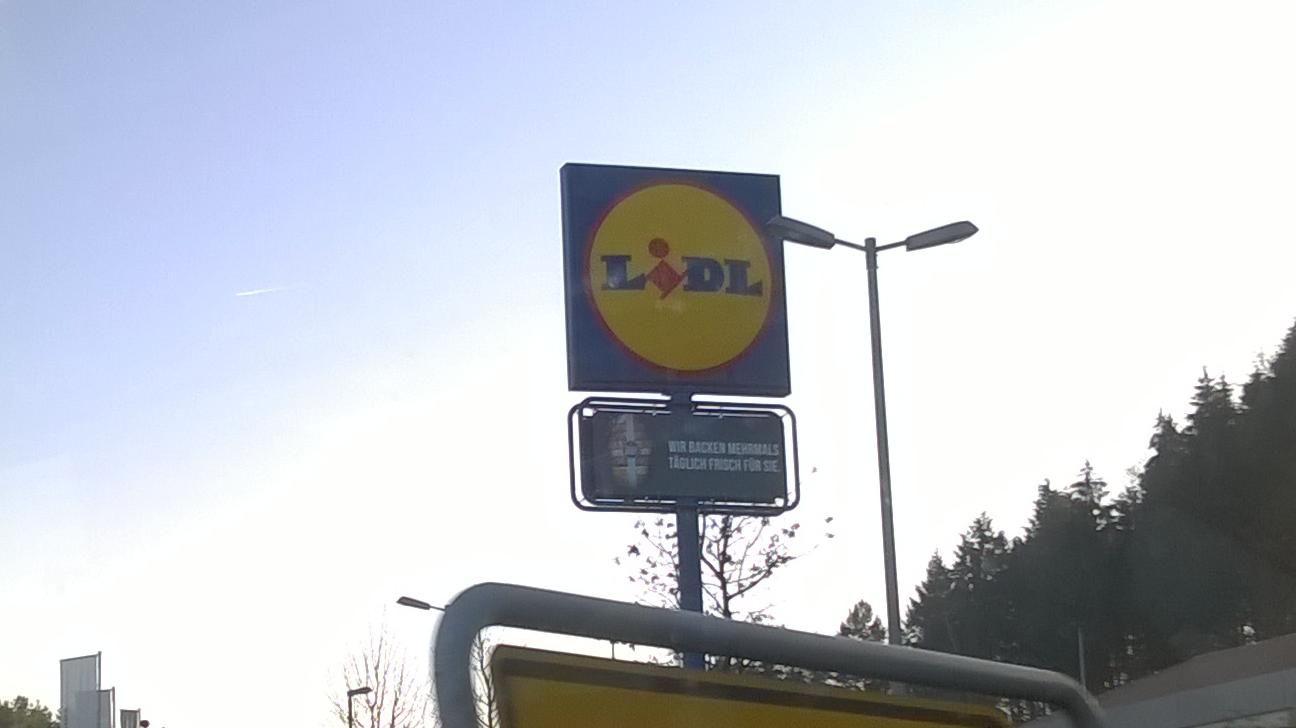 LiDL
WIR BACKEN MEHRMALS
TÄGLICH FRISCH FÜR SIE.